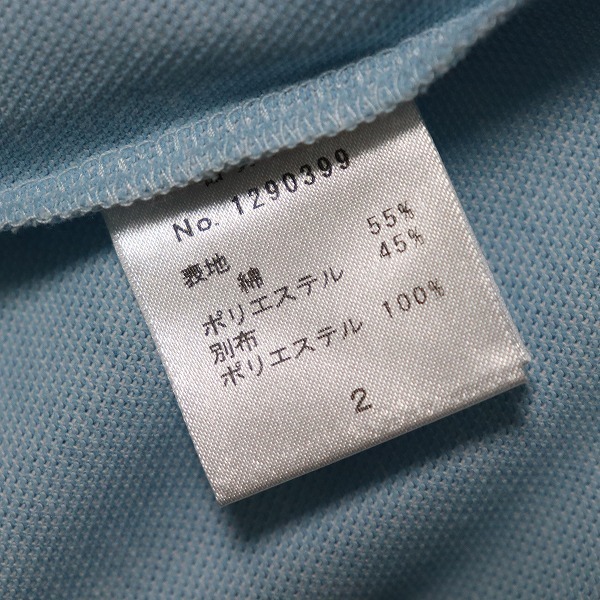 No. 1290399
表地
綿 55%
ポリエステル 45%
別布
ポリエステル 100%
2